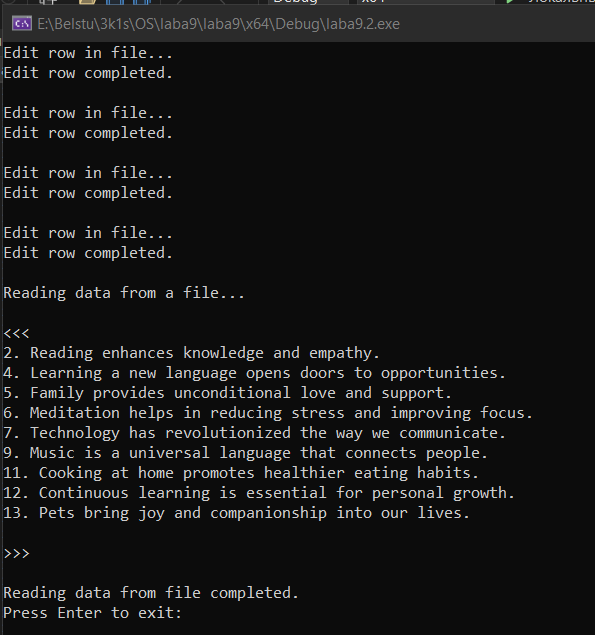 Debug
x64
E:\Belstu\3k1s\OS\laba9\laba9\x64\Debug\laba9.2.exe
Edit row in file...
Edit row completed.
Edit row in file...
Edit row completed.
Edit row in file...
Edit row completed.
Edit row in file...
Edit row completed.
Reading data from a file...
<<<
2. Reading enhances knowledge and empathy.
4. Learning a new language opens doors to opportunities.
5. Family provides unconditional love and support.
6. Meditation helps in reducing stress and improving focus.
7. Technology has revolutionized the way we communicate.
9. Music is a universal language that connects people.
11. Cooking at home promotes healthier eating habits.
12. Continuous learning is essential for personal growth.
13. Pets bring joy and companionship into our lives.
>>>
Reading data from file completed.
Press Enter to exit: